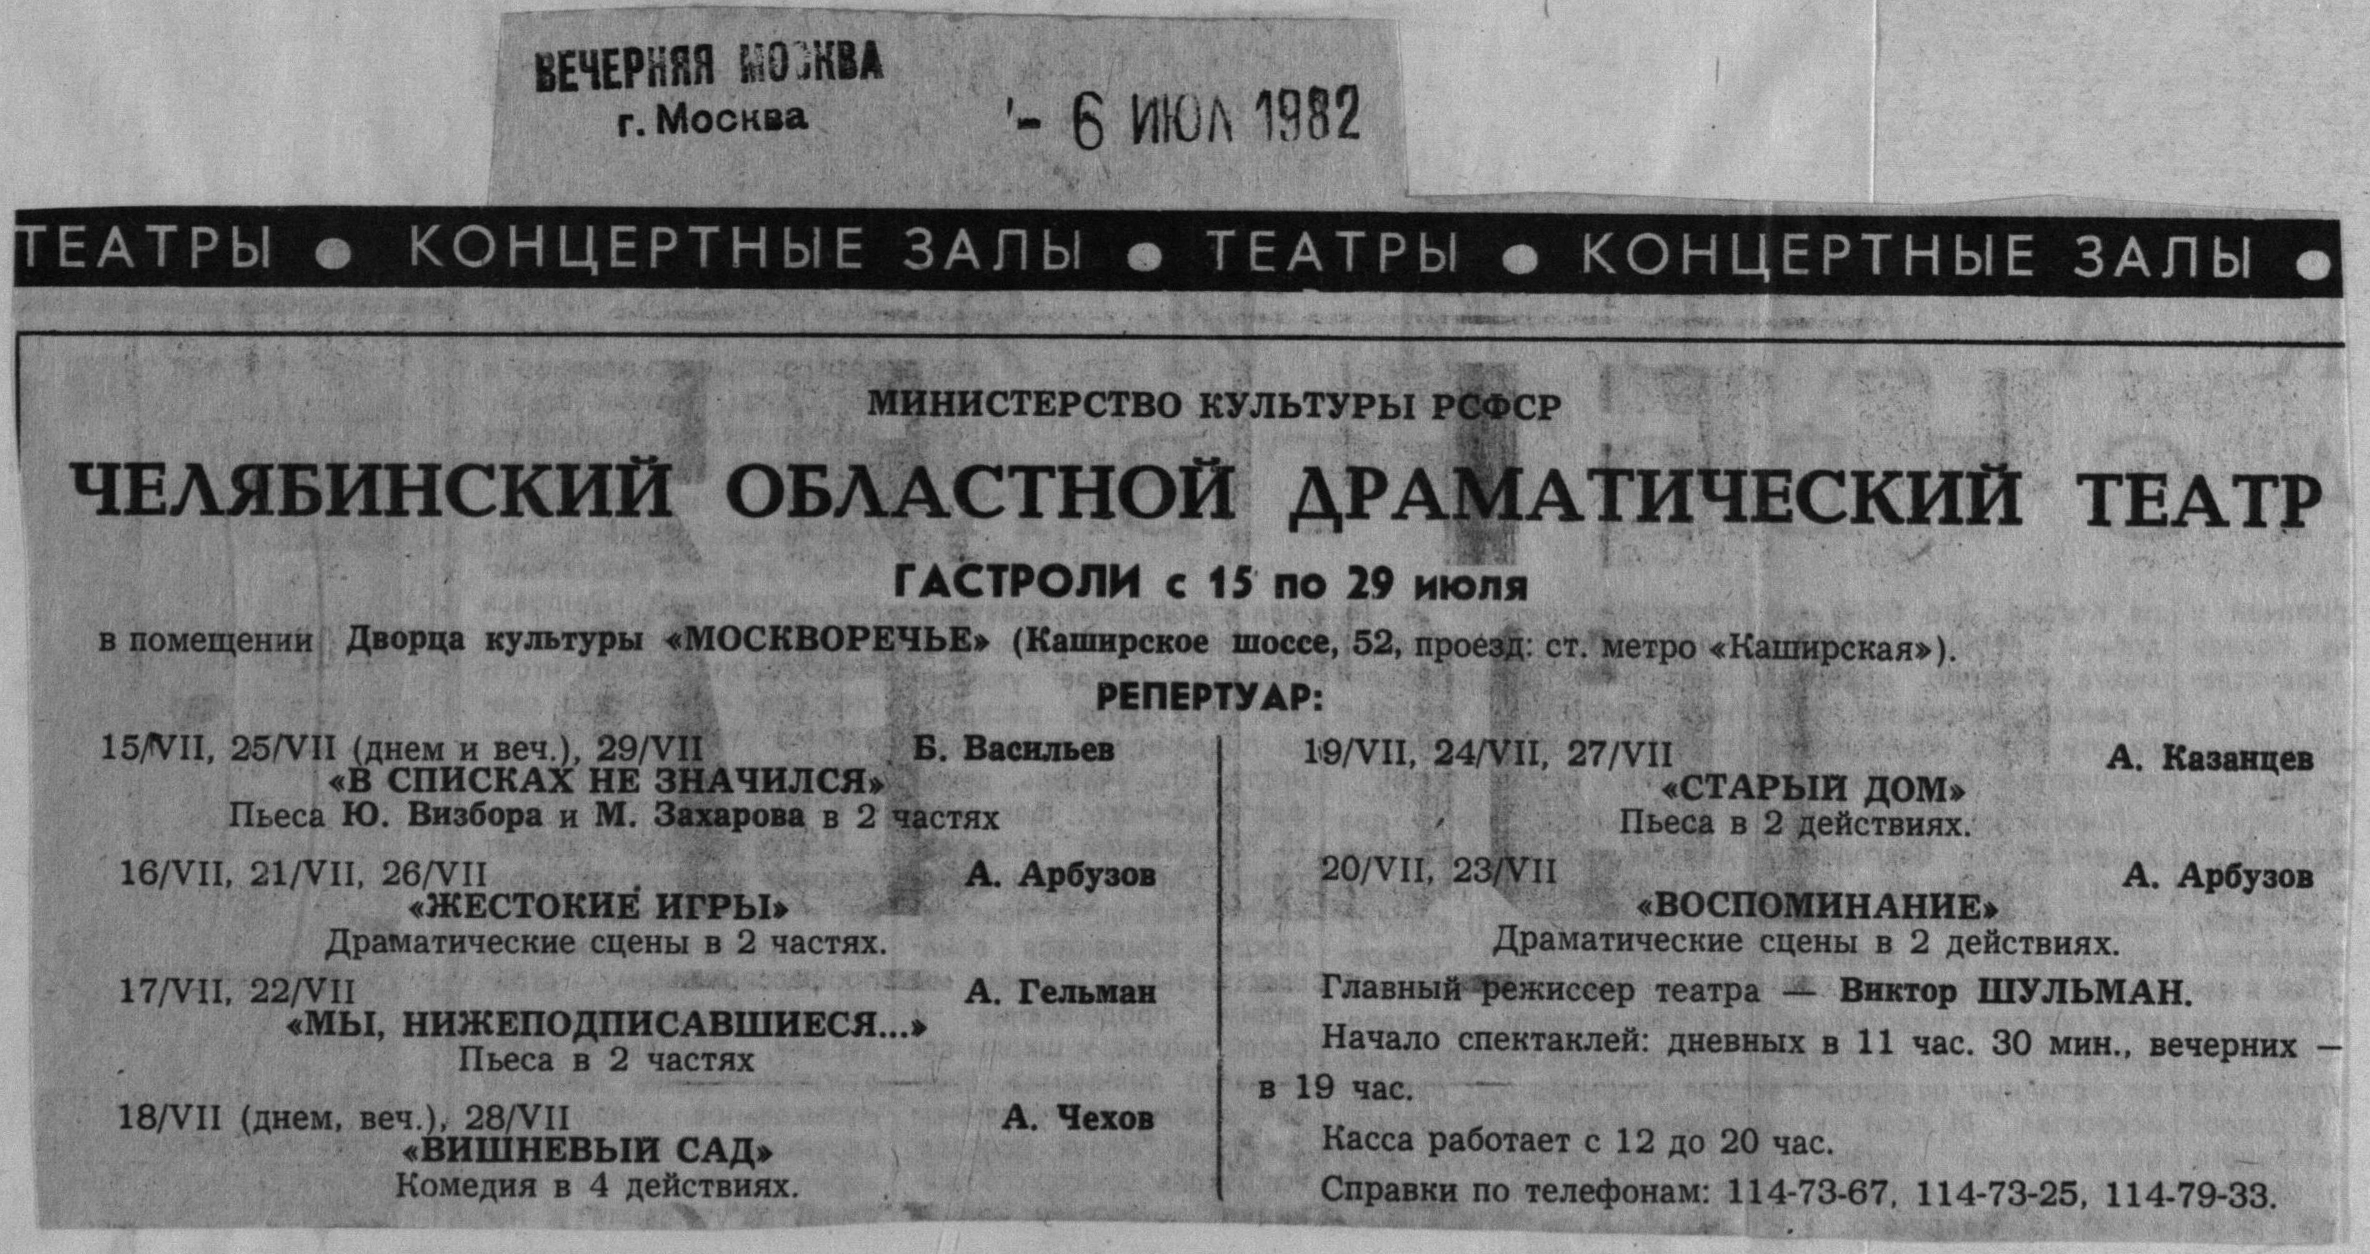 ВЕЧЕРНЯЯ МОСКВА
г. Москва
- 6 ИЮЛ 1982
ТЕАТРЫ ● КОНЦЕРТНЫЕ ЗАЛЫ ● ТЕАТРЫ ● КОНЦЕРТНЫЕ ЗАЛЫ ●
МИНИСТЕРСТВО КУЛЬТУРЫ РСФСР
ЧЕЛЯБИНСКИЙ ОБЛАСТНОЙ ДРАМАТИЧЕСКИЙ ТЕАТР
ГАСТРОЛИ с 15 по 29 июля
в помещении Дворца культуры «МОСКВОРЕЧЬЕ» (Каширское шоссе, 52, проезд: ст. метро «Каширская»).
РЕПЕРТУАР:
15/VII, 25/VII (днем и веч.), 29/VII Б. Васильев
«В СПИСКАХ НЕ ЗНАЧИЛСЯ»
Пьеса Ю. Визбора и М. Захарова в 2 частях
16/VII, 21/VII, 26/VII А. Арбузов
«ЖЕСТОКИЕ ИГРЫ»
Драматические сцены в 2 частях.
17/VII, 22/VII А. Гельман
«МЫ, НИЖЕПОДПИСАВШИЕСЯ...»
Пьеса в 2 частях
18/VII (днем, веч.), 28/VII А. Чехов
«ВИШНЕВЫЙ САД»
Комедия в 4 действиях.
19/VII, 24/VII, 27/VII А. Казанцев
«СТАРЫЙ ДОМ»
Пьеса в 2 действиях.
20/VII, 23/VII А. Арбузов
«ВОСПОМИНАНИЕ»
Драматические сцены в 2 действиях.
Главный режиссер театра — Виктор ШУЛЬМАН.
Начало спектаклей: дневных в 11 час. 30 мин., вечерних —
в 19 час.
Касса работает с 12 до 20 час.
Справки по телефонам: 114-73-67, 114-73-25, 114-79-33.